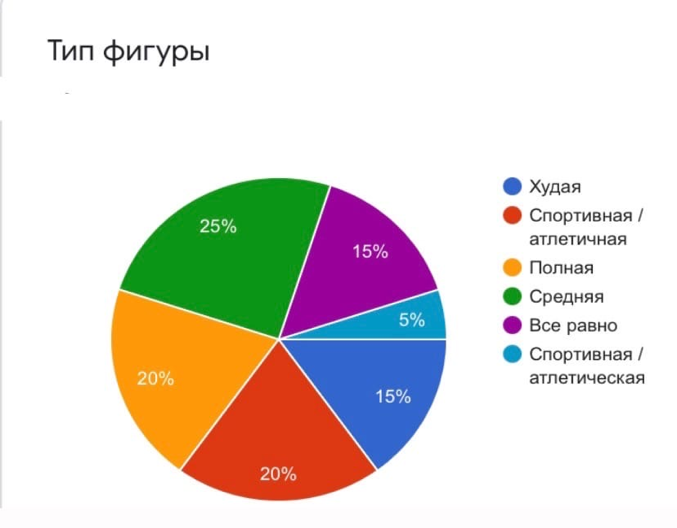 Тип фигуры
25%
15%
5%
20%
15%
20%
Худая
Спортивная /
атлетичная
Полная
Средняя
Все равно
Спортивная /
атлетическая